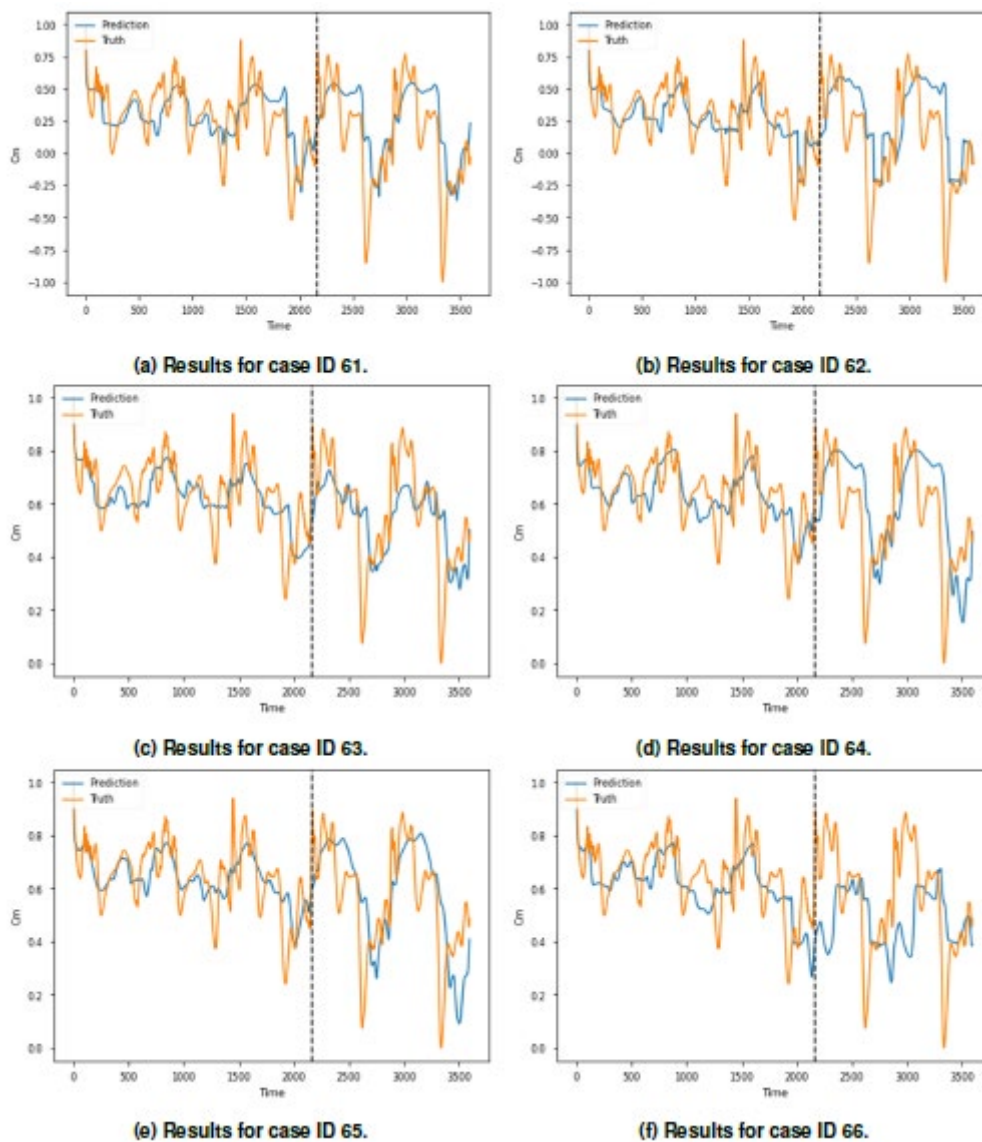 1.00
0.75
0.50
0.25
0.00
−0.25
−0.50
−0.75
−1.00
Cm
Prediction
Truth
0 500 1000 1500 2000 2500 3000 3500
Time
(a) Results for case ID 61.
1.00
0.75
0.50
0.25
0.00
−0.25
−0.50
−0.75
−1.00
Cm
Prediction
Truth
0 500 1000 1500 2000 2500 3000 3500
Time
(b) Results for case ID 62.
1.0
0.8
0.6
0.4
0.2
0.0
Cm
Prediction
Truth
0 500 1000 1500 2000 2500 3000 3500
Time
(c) Results for case ID 63.
1.0
0.8
0.6
0.4
0.2
0.0
Cm
Prediction
Truth
0 500 1000 1500 2000 2500 3000 3500
Time
(d) Results for case ID 64.
1.0
0.8
0.6
0.4
0.2
0.0
Cm
Prediction
Truth
0 500 1000 1500 2000 2500 3000 3500
Time
(e) Results for case ID 65.
1.0
0.8
0.6
0.4
0.2
0.0
Cm
Prediction
Truth
0 500 1000 1500 2000 2500 3000 3500
Time
(f) Results for case ID 66.